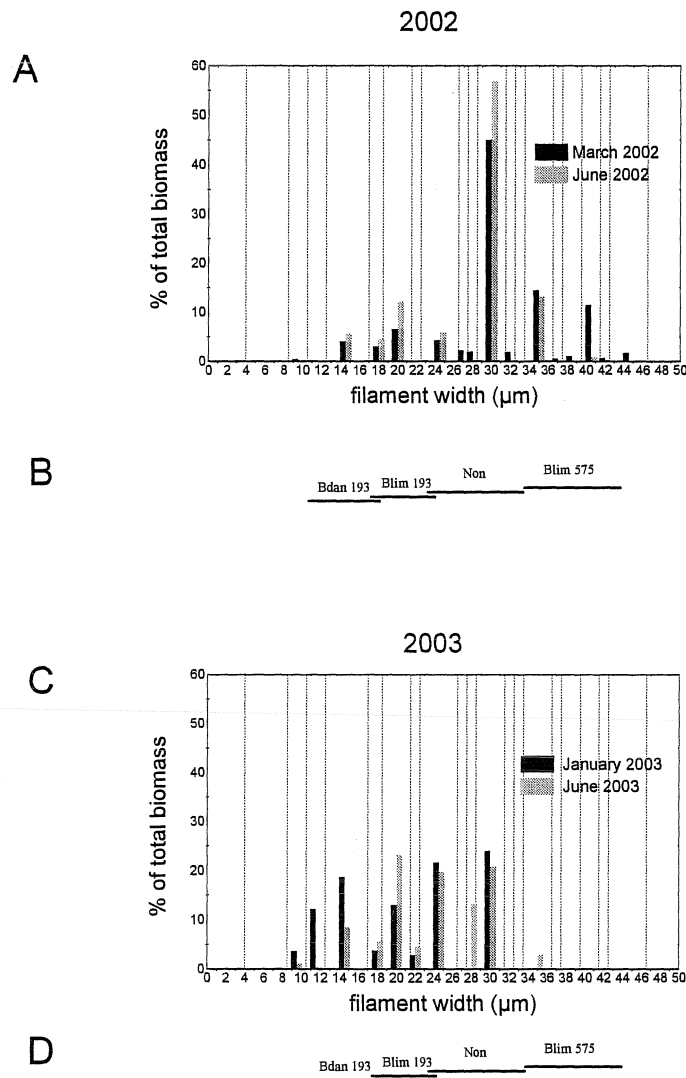 2002
A
60
50
40
30
20
10
0
% of total biomass
March 2002
June 2002
0 2 4 6 8 10 12 14 16 18 20 22 24 26 28 30 32 34 36 38 40 42 44 46 48 50
filament width (µm)
B
Bdan 193 Blim 193 Non Blim 575
2003
C
60
50
40
30
20
10
0
% of total biomass
January 2003
June 2003
0 2 4 6 8 10 12 14 16 18 20 22 24 26 28 30 32 34 36 38 40 42 44 46 48 50
filament width (µm)
D
Bdan 193 Blim 193 Non Blim 575